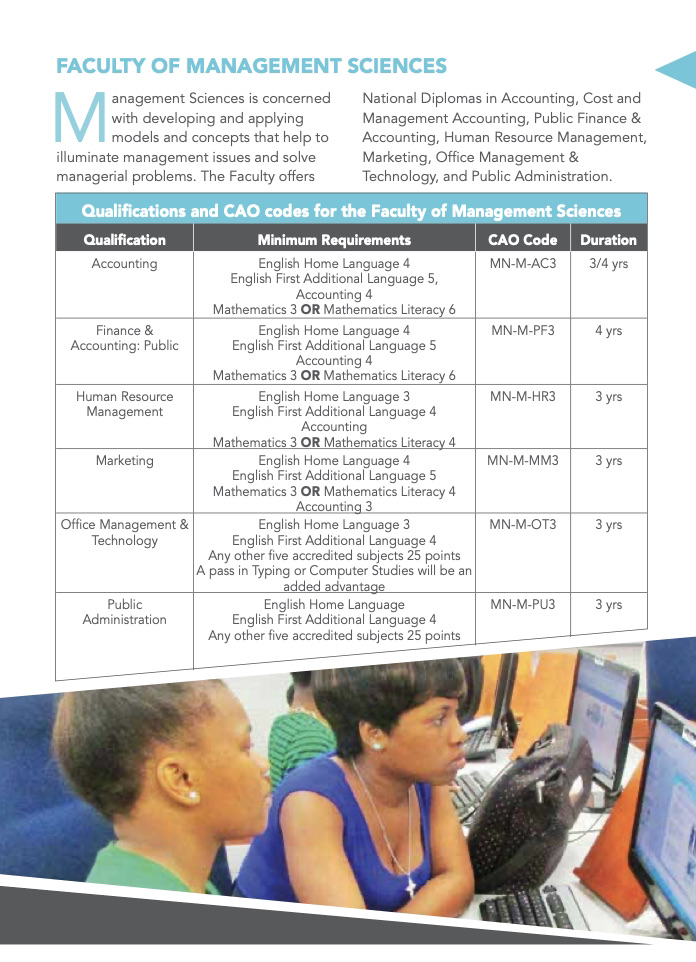 FACULTY OF MANAGEMENT SCIENCES
Management Sciences is concerned
with developing and applying
models and concepts that help to
illuminate management issues and solve
managerial problems. The Faculty offers
National Diplomas in Accounting, Cost and
Management Accounting, Public Finance &
Accounting, Human Resource Management,
Marketing, Office Management &
Technology, and Public Administration.
Qualifications and CAO codes for the Faculty of Management Sciences
Qualification Minimum Requirements CAO Code Duration
Accounting English Home Language 4 MN-M-AC3 3/4 yrs
English First Additional Language 5,
Accounting 4
Mathematics 3 OR Mathematics Literacy 6
Finance & English Home Language 4 MN-M-PF3 4 yrs
Accounting: Public English First Additional Language 5
Accounting 4
Mathematics 3 OR Mathematics Literacy 6
Human Resource English Home Language 3 MN-M-HR3 3 yrs
Management English First Additional Language 4
Accounting
Mathematics 3 OR Mathematics Literacy 4
Marketing English Home Language 4 MN-M-MM3 3 yrs
English First Additional Language 5
Mathematics 3 OR Mathematics Literacy 4
Accounting 3
Office Management & English Home Language 3 MN-M-OT3 3 yrs
Technology English First Additional Language 4
Any other five accredited subjects 25 points
A pass in Typing or Computer Studies will be an
added advantage
Public English Home Language MN-M-PU3 3 yrs
Administration English First Additional Language 4
Any other five accredited subjects 25 points